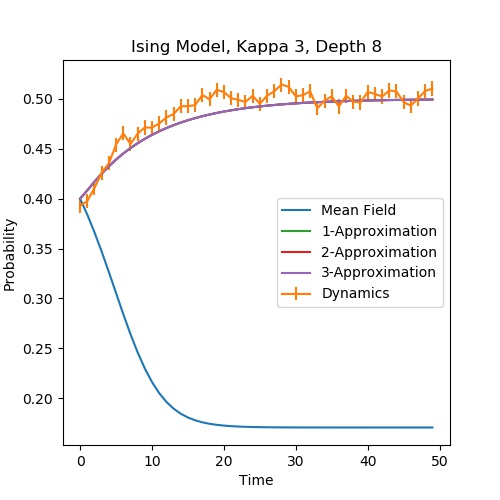 Ising Model, Kappa 3, Depth 8
0.50
0.45
0.40
0.35
0.30
0.25
0.20
Probability
Mean Field
1-Approximation
2-Approximation
3-Approximation
Dynamics
0 10 20 30 40 50
Time